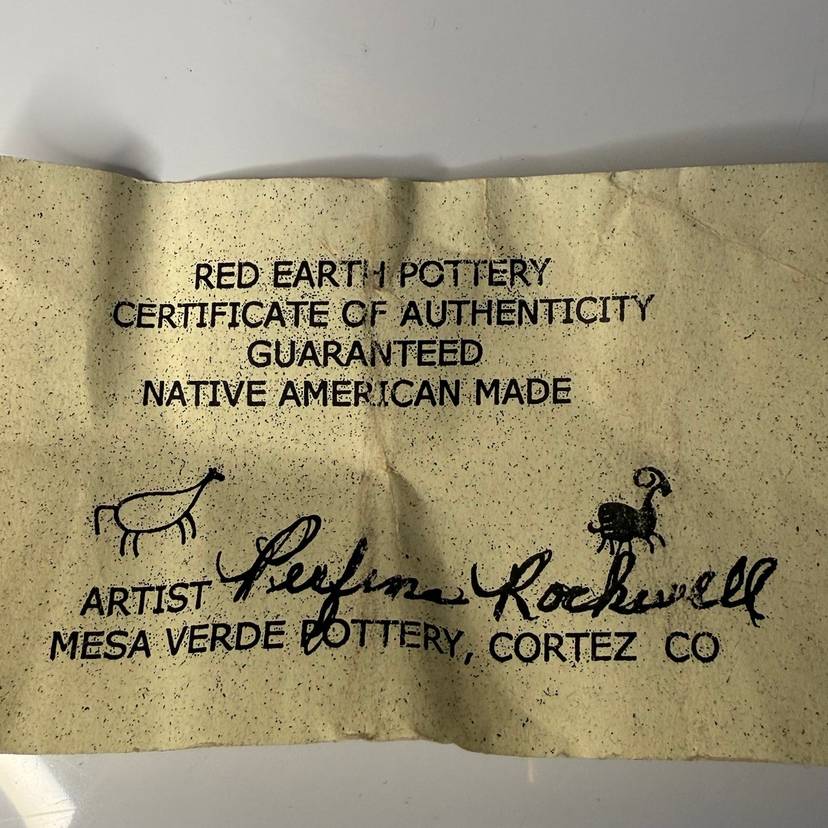 RED EARTH POTTERY
CERTIFICATE OF AUTHENTICITY
GUARANTEED
NATIVE AMERICAN MADE
ARTIST Perfina Rockwell
MESA VERDE POTTERY, CORTEZ CO